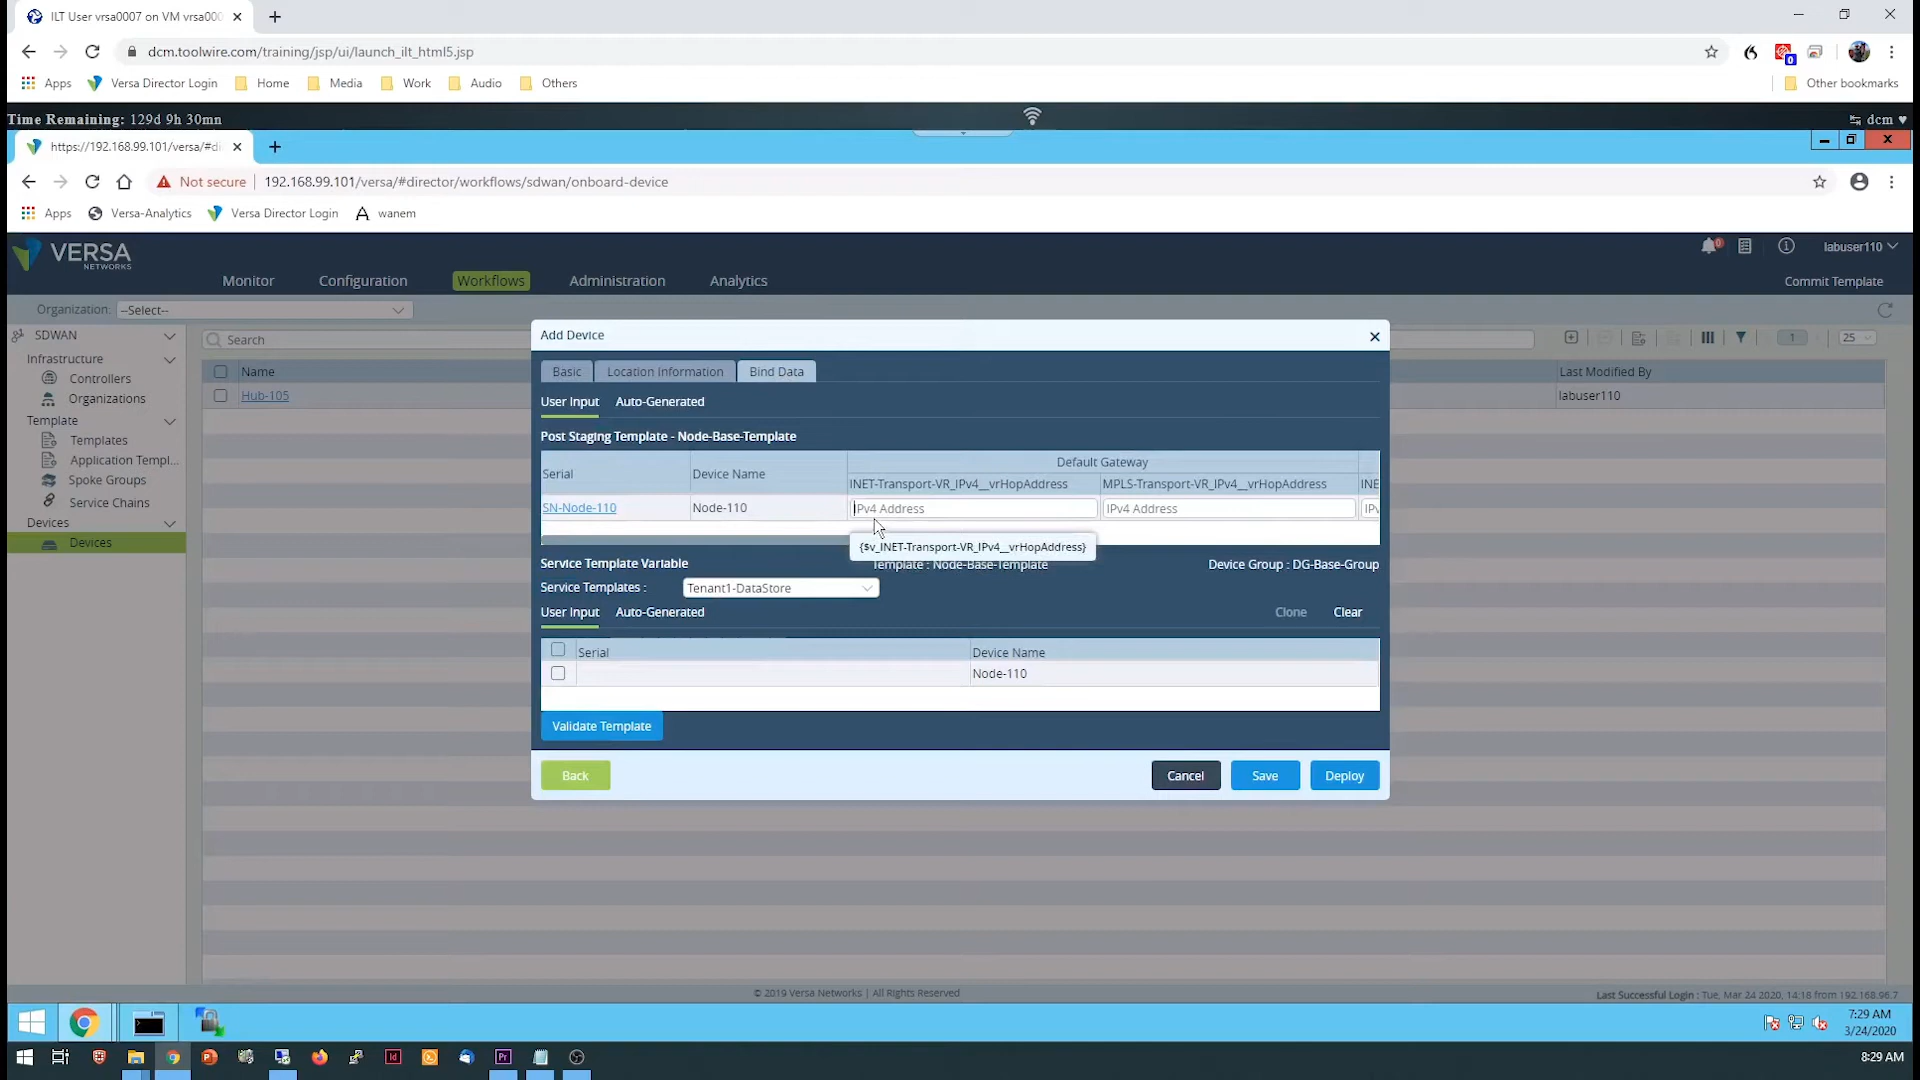 ILT User vrsa0007 on VM vrsa00
dcm.toolwire.com/training/jsp/ui/launch_ilt_html5.jsp
0
Apps
Versa Director Login
Home
Media
Work
Audio
Others
Other bookmarks
Time Remaining: 129d 9h 30mn
dcm
https://192.168.99.101/versa/#di
Not secure
192.168.99.101/versa/#director/workflows/sdwan/onboard-device
Apps
Versa-Analytics
Versa Director Login
wanem
VERSA
NETWORKS
Monitor
Configuration
Workflows
Administration
Analytics
0
labuser110
Commit Template
Organization:
--Select--
SDWAN
Infrastructure
Controllers
Organizations
Template
Templates
Application Templ...
Spoke Groups
Service Chains
Devices
Devices
Search
1
25
Name
Last Modified By
Hub-105
labuser110
Add Device
Basic
Location Information
Bind Data
User Input
Auto-Generated
Post Staging Template - Node-Base-Template
Serial
Device Name
Default Gateway
INET-Transport-VR_IPv4__vrHopAddress
MPLS-Transport-VR_IPv4__vrHopAddress
INE
SN-Node-110
Node-110
IPv4 Address
IPv4 Address
IPv
{$v_INET-Transport-VR_IPv4__vrHopAddress}
Service Template Variable
Template : Node-Base-Template
Device Group : DG-Base-Group
Service Templates :
Tenant1-DataStore
User Input
Auto-Generated
Clone
Clear
Serial
Device Name
Node-110
Validate Template
Back
Cancel
Save
Deploy
© 2019 Versa Networks | All Rights Reserved
Last Successful Login : Tue, Mar 24 2020, 14:18 from 192.168.96.7
7:29 AM
3/24/2020
8:29 AM